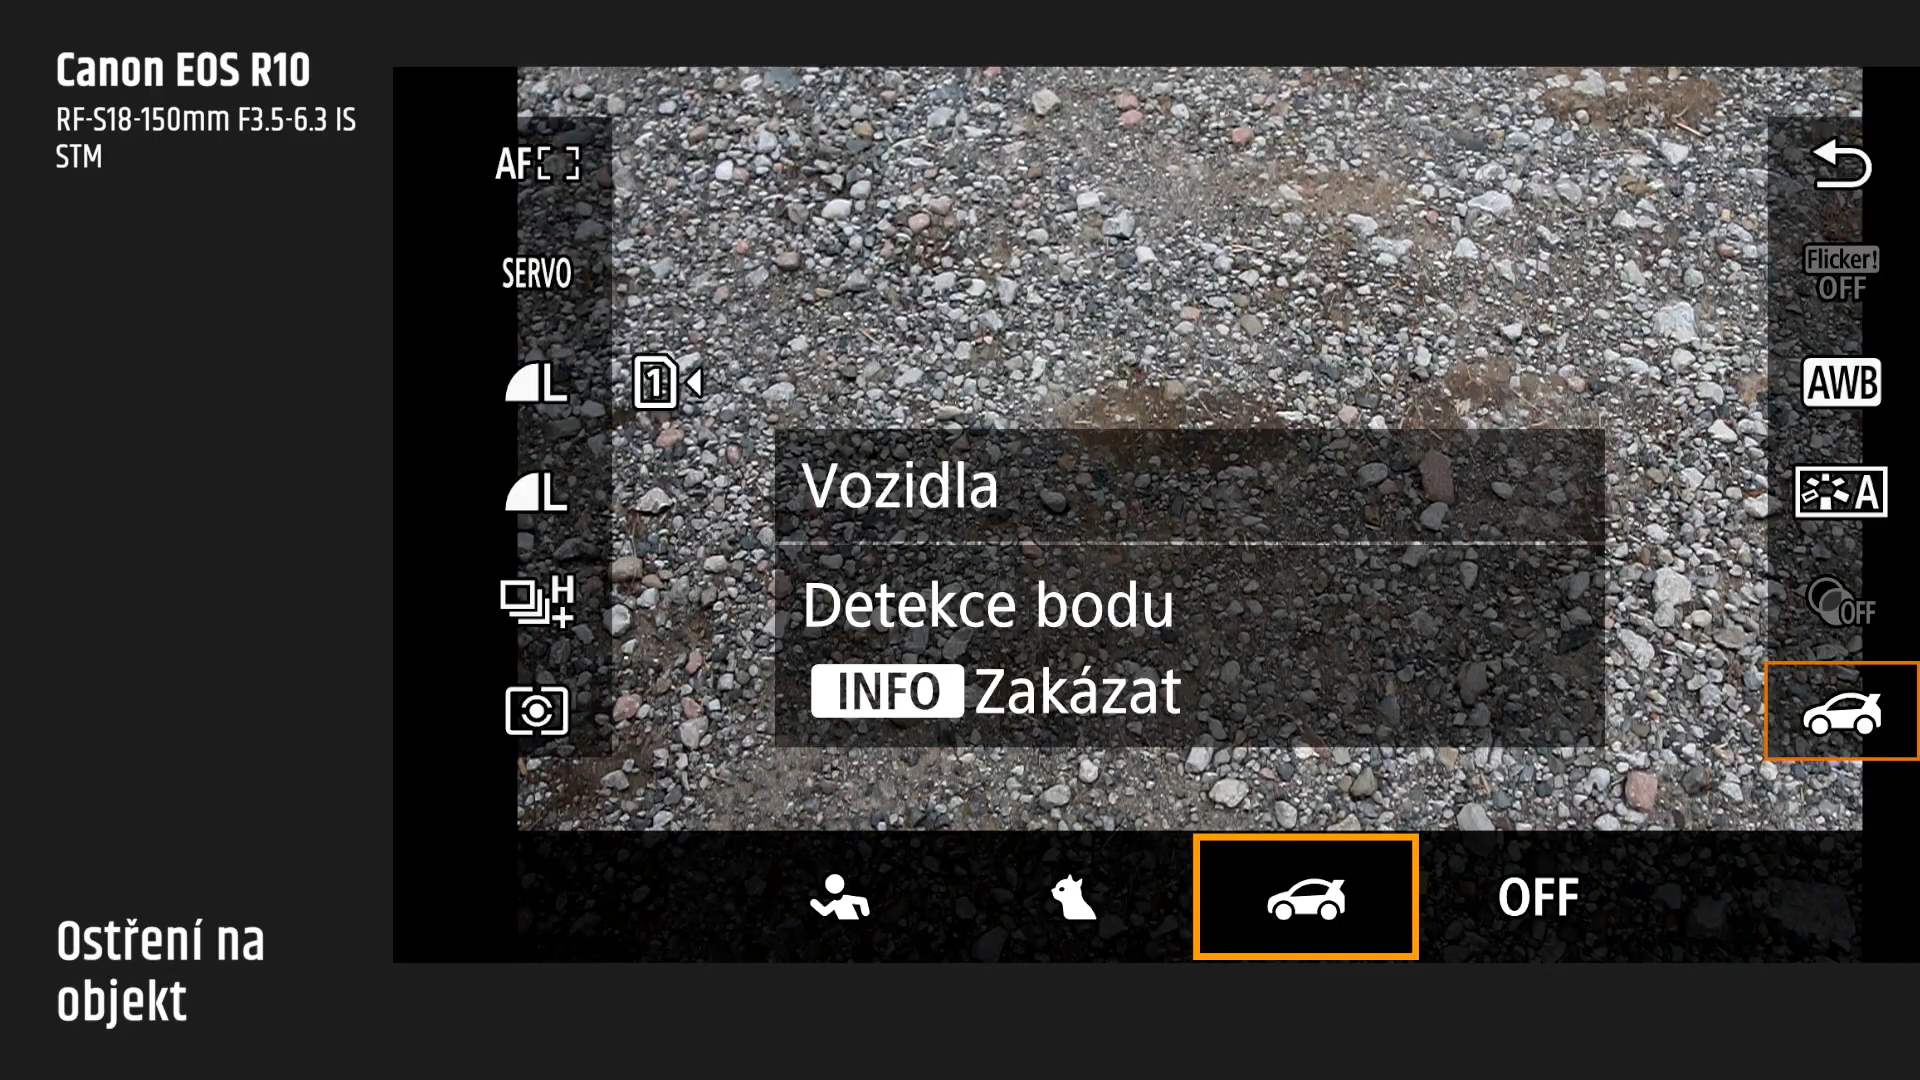 Canon EOS R10
RF-S18-150mm F3.5-6.3 IS
STM
AF
SERVO
L
1
L
H
+
Flicker!
OFF
AWB
A
OFF
Vozidla
Detekce bodu
INFO Zakázat
OFF
Ostření na
objekt